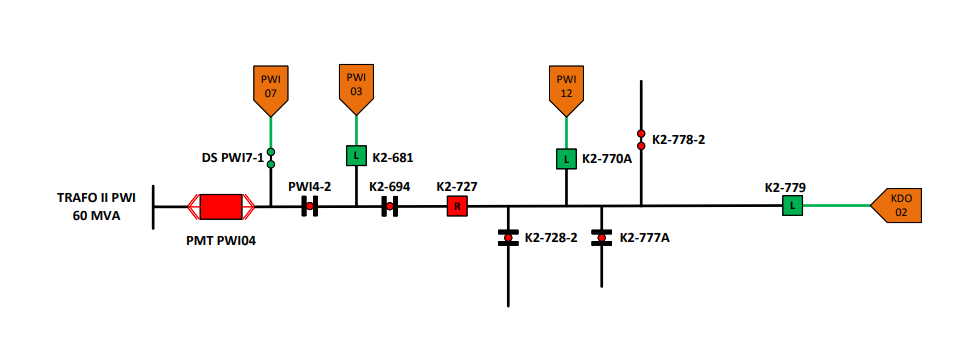 PWI
07
PWI
03
PWI
12
K2-778-2
DS PWI7-1
L
K2-681
L
K2-770A
TRAFO II PWI
60 MVA
PMT PWI04
PWI4-2
K2-694
K2-727
R
K2-779
L
KDO
02
K2-728-2
K2-777A